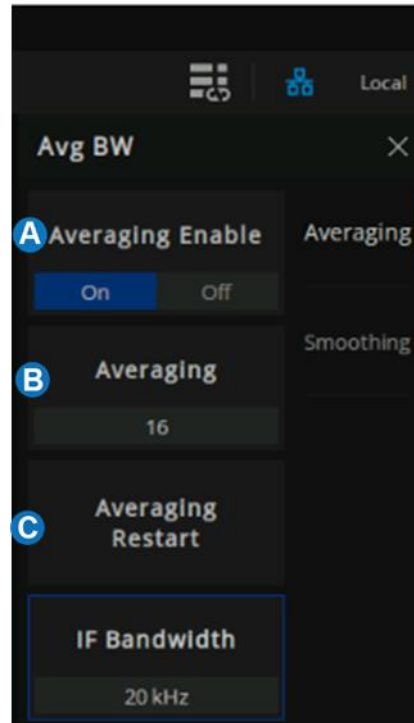 Local
Avg BW
A Averaging Enable
Averaging
On Off
Smoothing
B Averaging
16
C Averaging
Restart
IF Bandwidth
20 kHz